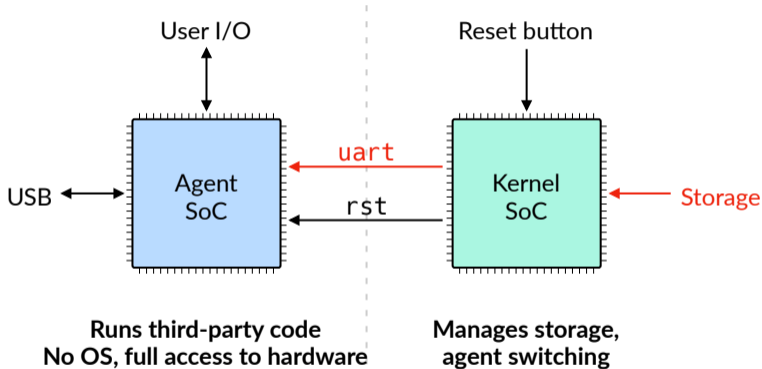 User I/O
Reset button
uart
Agent
SoC
Kernel
SoC
USB
Storage
rst
Runs third-party code
No OS, full access to hardware
Manages storage,
agent switching